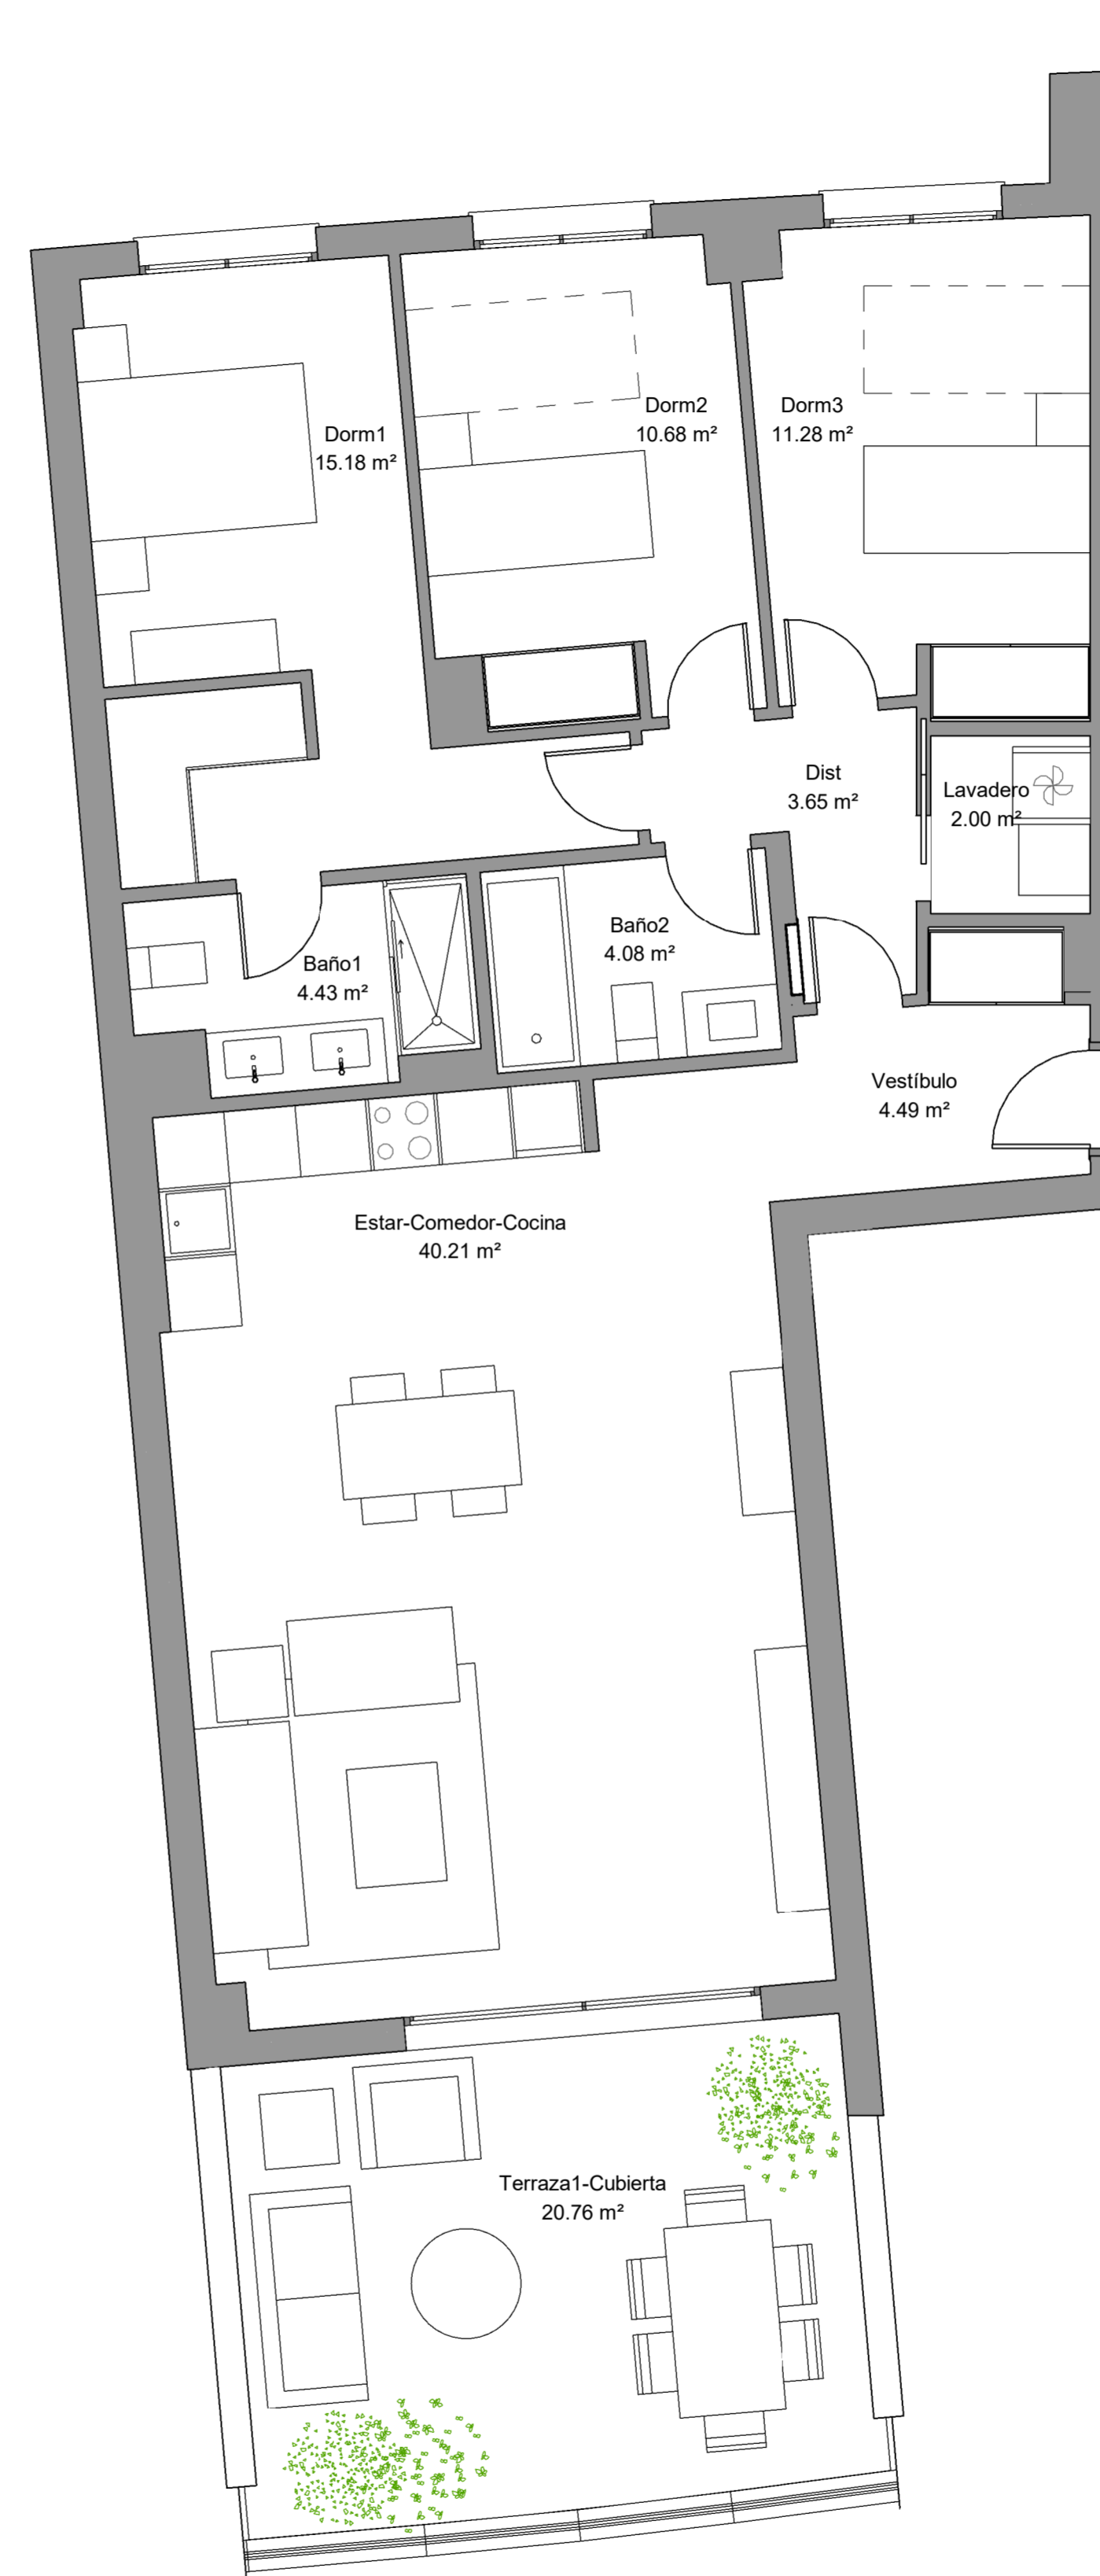 Dorm1
15.18 m²
Dorm2
10.68 m²
Dorm3
11.28 m²
Dist
3.65 m²
Lavadero
2.00 m²
Baño1
4.43 m²
Baño2
4.08 m²
Vestíbulo
4.49 m²
Estar-Comedor-Cocina
40.21 m²
Terraza1-Cubierta
20.76 m²